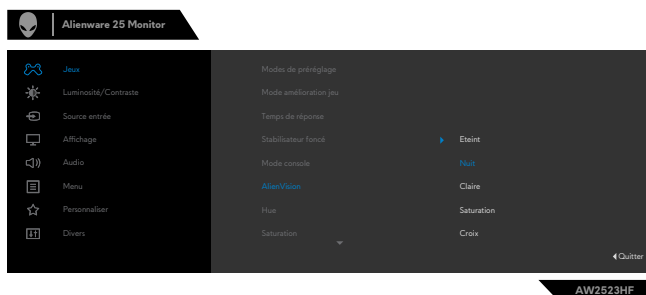 Alienware 25 Monitor
Jeux
Luminosité/Contraste
Source entrée
Affichage
Audio
Menu
Personnaliser
Divers
Modes de préréglage
Mode amélioration jeu
Temps de réponse
Stabilisateur foncé
Mode console
AlienVision
Hue
Saturation
Eteint
Nuit
Claire
Saturation
Croix
Quitter
AW2523HF